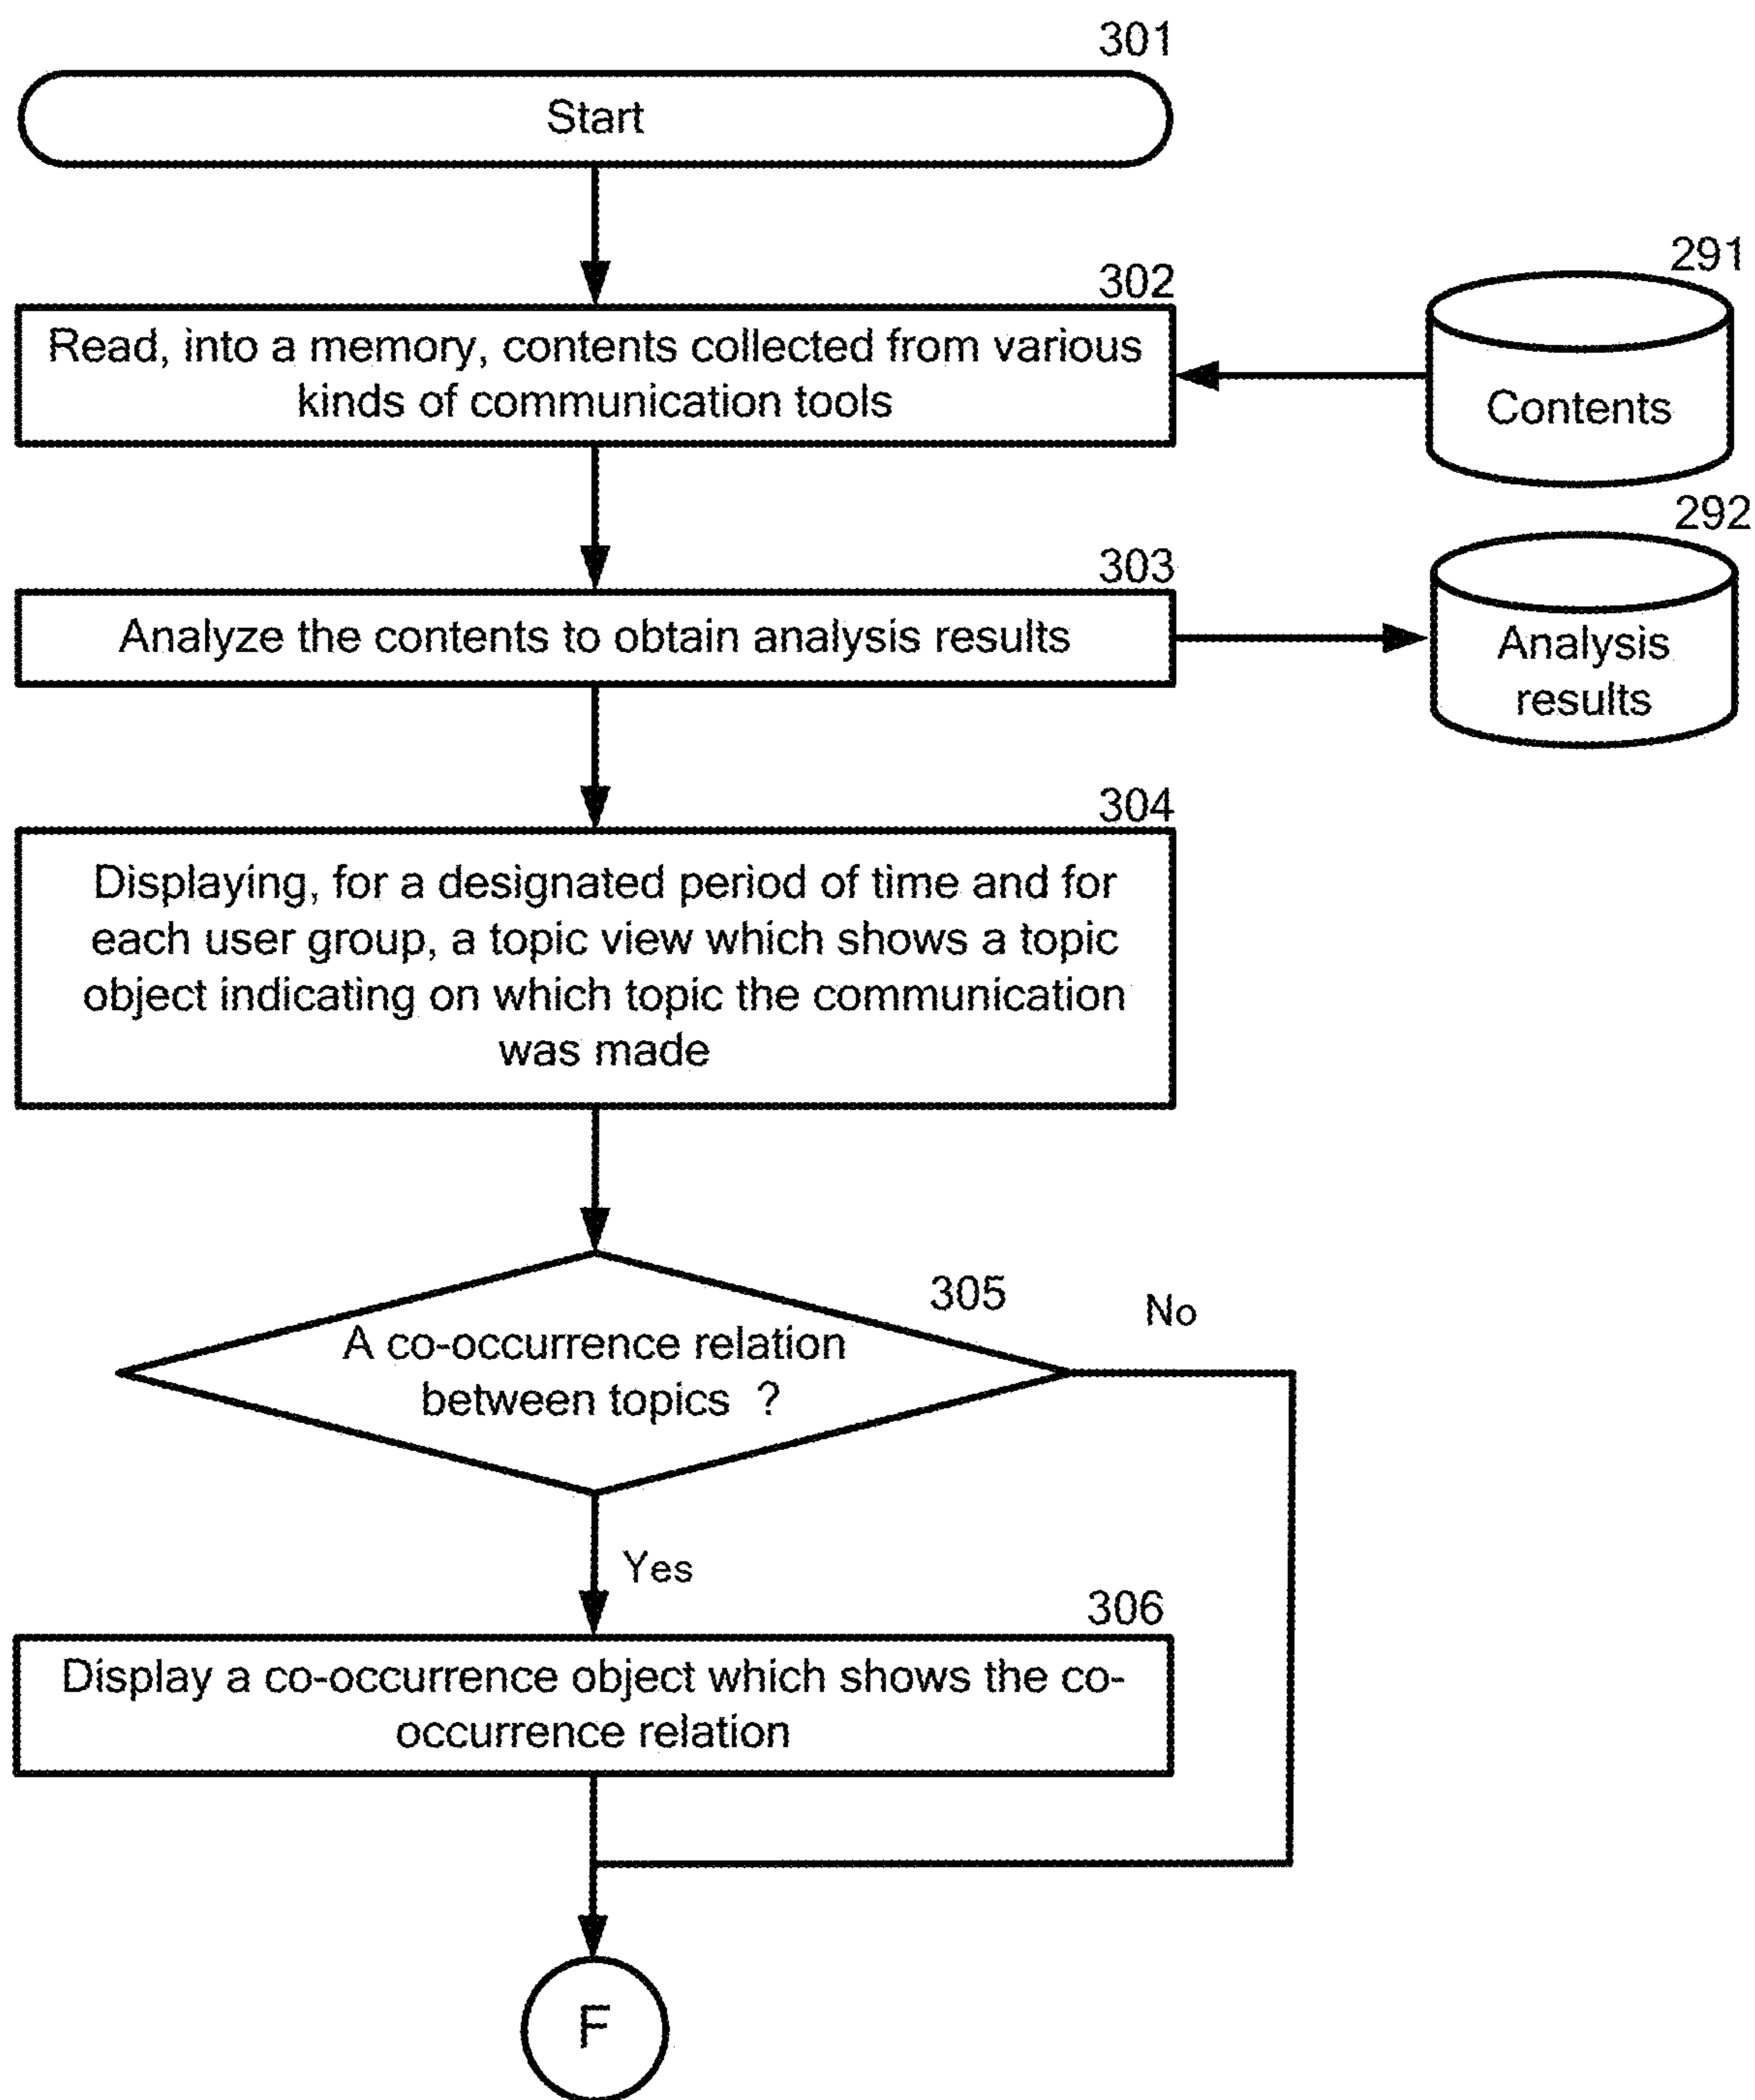 301
Start
302
Read, into a memory, contents collected from various
kinds of communication tools
291
Contents
303
Analyze the contents to obtain analysis results
292
Analysis
results
304
Displaying, for a designated period of time and for
each user group, a topic view which shows a topic
object indicating on which topic the communication
was made
305
A co-occurrence relation
between topics ?
No
Yes
306
Display a co-occurrence object which shows the co-
occurrence relation
F